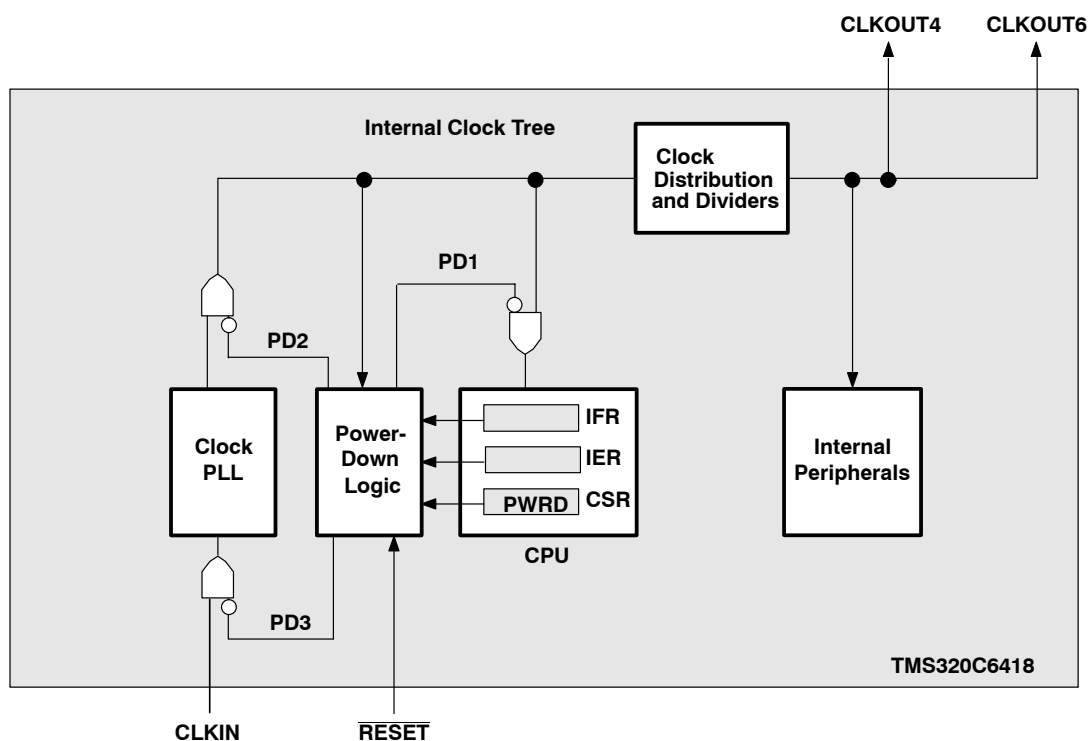 CLKOUT4
CLKOUT6
Internal Clock Tree
Clock
Distribution
and Dividers
PD1
PD2
Clock
PLL
Power-
Down
Logic
IFR
IER
PWRD
CSR
CPU
Internal
Peripherals
PD3
TMS320C6418
CLKIN
RESET